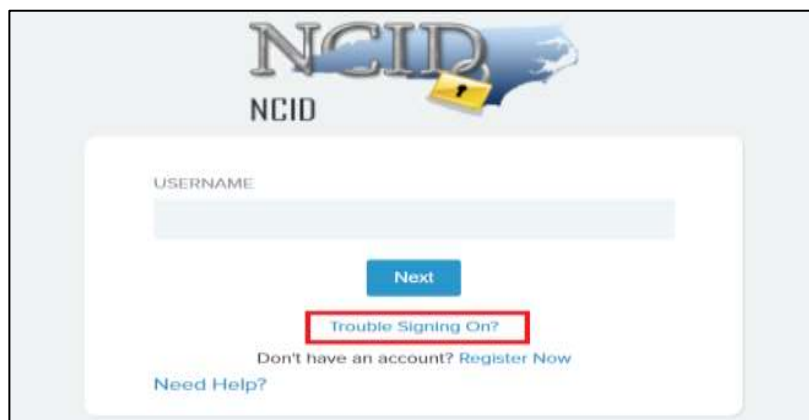 NCID
NCID
USERNAME
Next
Trouble Signing On?
Don't have an account? Register Now
Need Help?